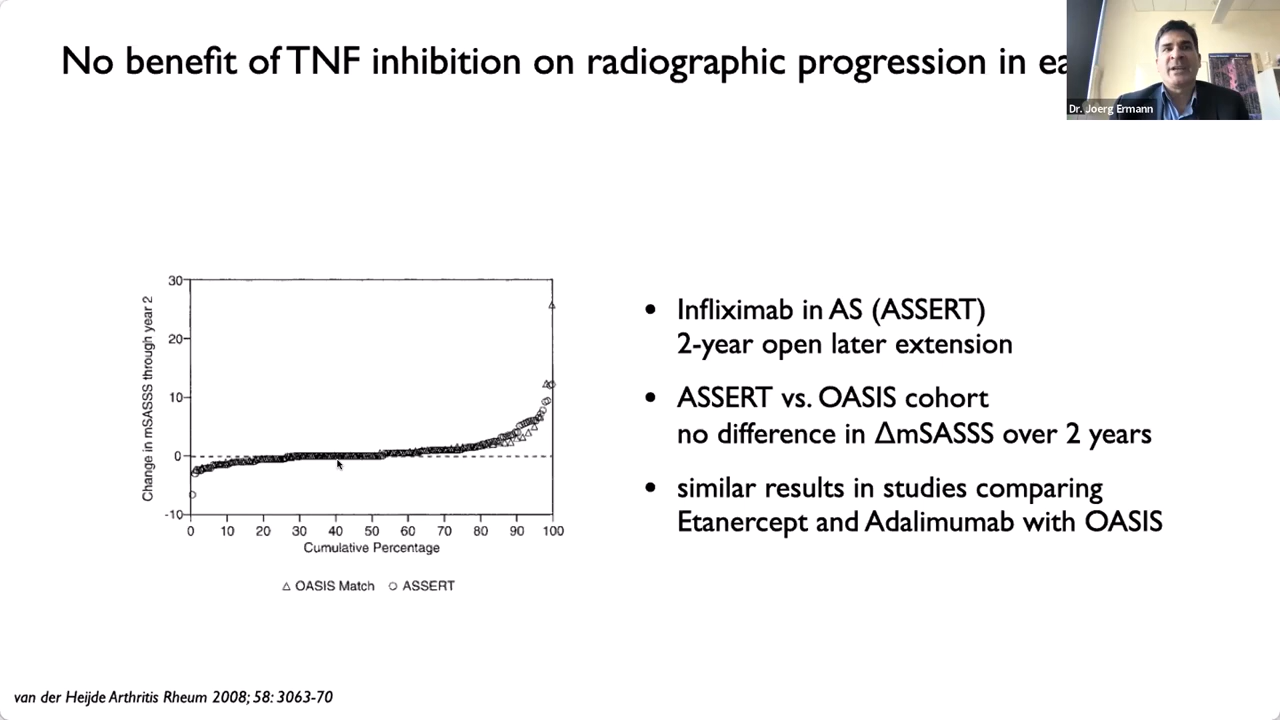 No benefit of TNF inhibition on radiographic progression in
Dr. Joerg Ermann
Change in mSASSS through year 2
30
20
10
0
-10
0 10 20 30 40 50 60 70 80 90 100
Cumulative Percentage
△ OASIS Match ○ ASSERT
• Infliximab in AS (ASSERT)
2-year open later extension
• ASSERT vs. OASIS cohort
no difference in ΔmSASSS over 2 years
• similar results in studies comparing
Etanercept and Adalimumab with OASIS
van der Heijde Arthritis Rheum 2008; 58: 3063-70